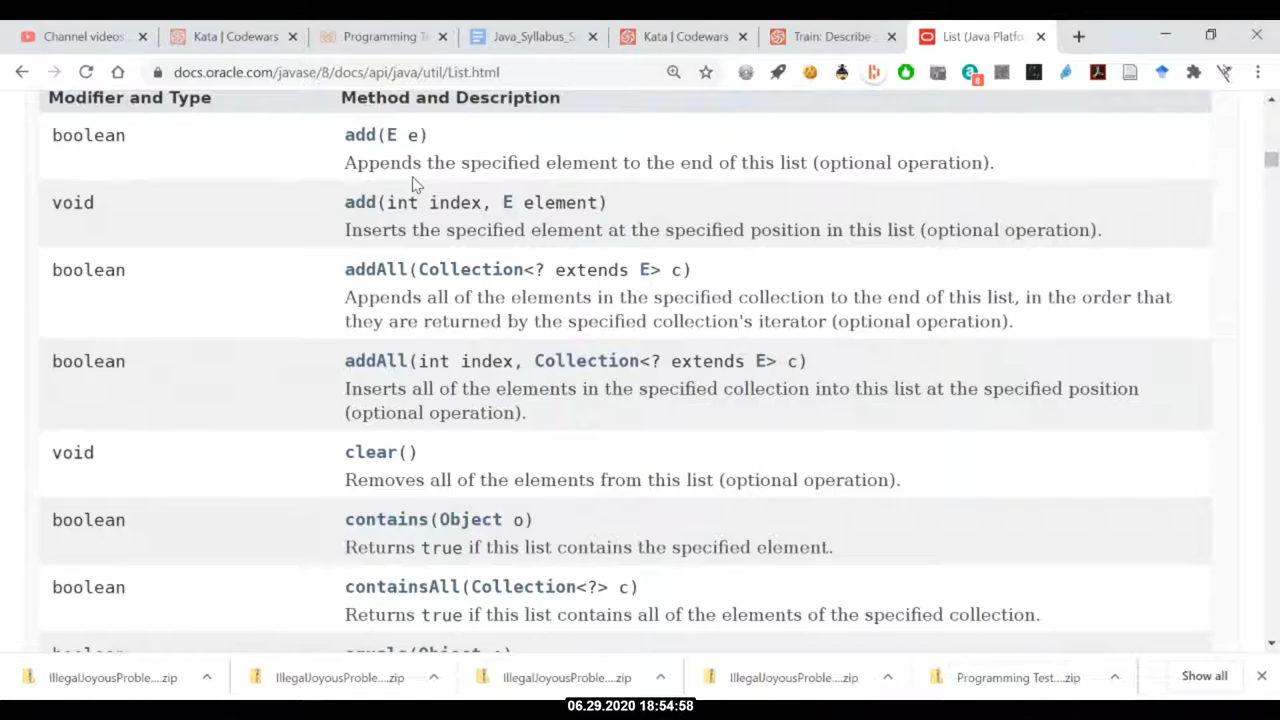 Channel videos
Kata | Codewars
Programming Te
Java_Syllabus_S
Kata | Codewars
Train: Describe
List (Java Platfo
docs.oracle.com/javase/8/docs/api/java/util/List.html
8
Modifier and Type Method and Description
boolean add(E e)
Appends the specified element to the end of this list (optional operation).
void add(int index, E element)
Inserts the specified element at the specified position in this list (optional operation).
boolean addAll(Collection<? extends E> c)
Appends all of the elements in the specified collection to the end of this list, in the order that
they are returned by the specified collection's iterator (optional operation).
boolean addAll(int index, Collection<? extends E> c)
Inserts all of the elements in the specified collection into this list at the specified position
(optional operation).
void clear()
Removes all of the elements from this list (optional operation).
boolean contains(Object o)
Returns true if this list contains the specified element.
boolean containsAll(Collection<?> c)
Returns true if this list contains all of the elements of the specified collection.
boolean equals(Object o)
IllegalJoyousProble....zip
IllegalJoyousProble....zip
IllegalJoyousProble....zip
IllegalJoyousProble....zip
Programming Test....zip
Show all
06.29.2020 18:54:58